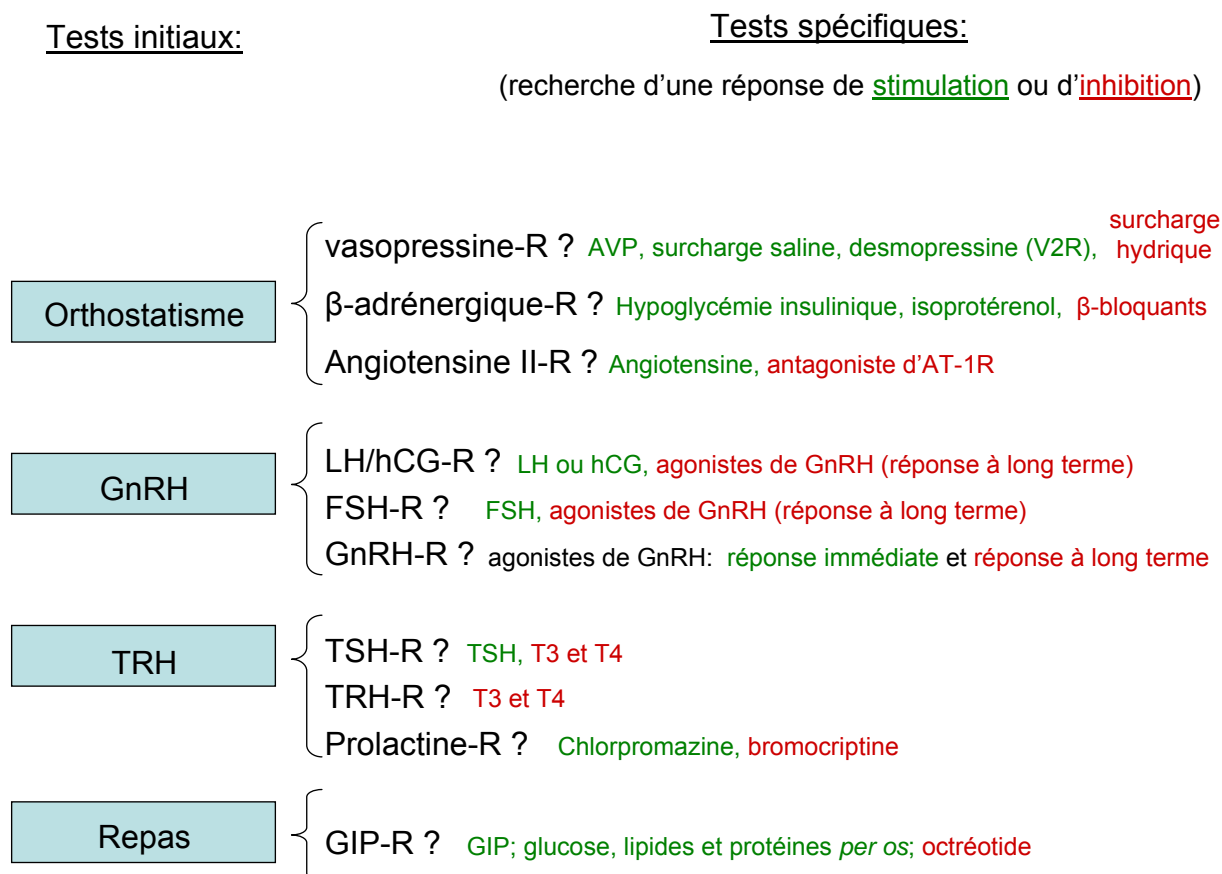 Tests initiaux:
Tests spécifiques:
(recherche d’une réponse de stimulation ou d’inhibition)
Orthostatisme
vasopressine-R ? AVP, surcharge saline, desmopressine (V2R), surcharge hydrique
β-adrénergique-R ? Hypoglycémie insulinique, isoprotérenol, β-bloquants
Angiotensine II-R ? Angiotensine, antagoniste d’AT-1R
GnRH
LH/hCG-R ? LH ou hCG, agonistes de GnRH (réponse à long terme)
FSH-R ? FSH, agonistes de GnRH (réponse à long terme)
GnRH-R ? agonistes de GnRH: réponse immédiate et réponse à long terme
TRH
TSH-R ? TSH, T3 et T4
TRH-R ? T3 et T4
Prolactine-R ? Chlorpromazine, bromocriptine
Repas
GIP-R ? GIP; glucose, lipides et protéines per os; octréotide